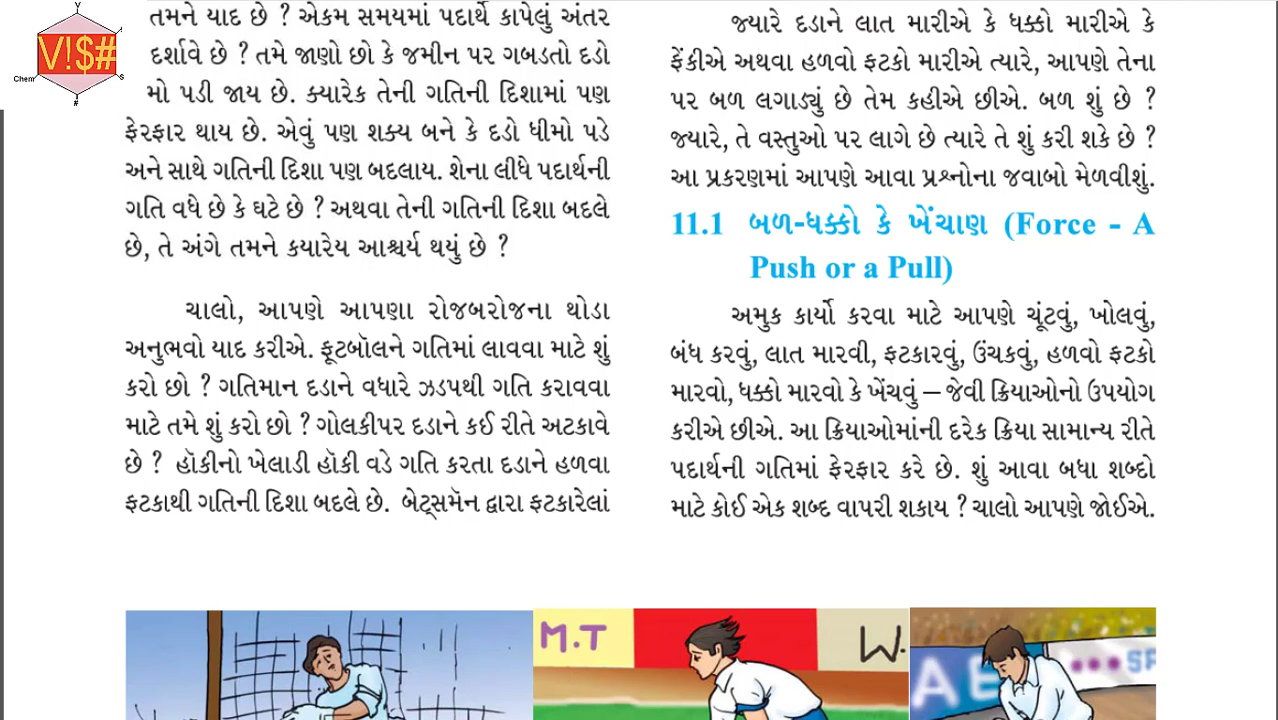 Y
V!$#
Chem
S
#
તમને યાદ છે ? એકમ સમયમાં પદાર્થે કાપેલું અંતર
દર્શાવે છે ? તમે જાણો છો કે જમીન પર ગબડતો દડો
મો પડી જાય છે. ક્યારેક તેની ગતિની દિશામાં પણ
ફેરફાર થાય છે. એવું પણ શક્ય બને કે દડો ધીમો પડે
અને સાથે ગતિની દિશા પણ બદલાય. શેના લીધે પદાર્થની
ગતિ વધે છે કે ઘટે છે ? અથવા તેની ગતિની દિશા બદલે
છે, તે અંગે તમને કયારેય આશ્ચર્ય થયું છે ?
ચાલો, આપણે આપણા રોજબરોજના થોડા
અનુભવો યાદ કરીએ. ફૂટબૉલને ગતિમાં લાવવા માટે શું
કરો છો ? ગતિમાન દડાને વધારે ઝડપથી ગતિ કરાવવા
માટે તમે શું કરો છો ? ગોલકીપર દડાને કઈ રીતે અટકાવે
છે ? હૉકીનો ખેલાડી હૉકી વડે ગતિ કરતા દડાને હળવા
ફટકાથી ગતિની દિશા બદલે છે. બેટ્સમૅન દ્વારા ફટકારેલાં
જ્યારે દડાને લાત મારીએ કે ધક્કો મારીએ કે
ફેંકીએ અથવા હળવો ફટકો મારીએ ત્યારે, આપણે તેના
પર બળ લગાડ્યું છે તેમ કહીએ છીએ. બળ શું છે ?
જ્યારે, તે વસ્તુઓ પર લાગે છે ત્યારે તે શું કરી શકે છે ?
આ પ્રકરણમાં આપણે આવા પ્રશ્નોના જવાબો મેળવીશું.
11.1 બળ-ધક્કો કે ખેંચાણ (Force - A
Push or a Pull)
અમુક કાર્યો કરવા માટે આપણે ચૂંટવું, ખોલવું,
બંધ કરવું, લાત મારવી, ફટકારવું, ઉંચકવું, હળવો ફટકો
મારવો, ધક્કો મારવો કે ખેંચવું – જેવી ક્રિયાઓનો ઉપયોગ
કરીએ છીએ. આ ક્રિયાઓમાંની દરેક ક્રિયા સામાન્ય રીતે
પદાર્થની ગતિમાં ફેરફાર કરે છે. શું આવા બધા શબ્દો
માટે કોઈ એક શબ્દ વાપરી શકાય ? ચાલો આપણે જોઈએ.
M.T
W.